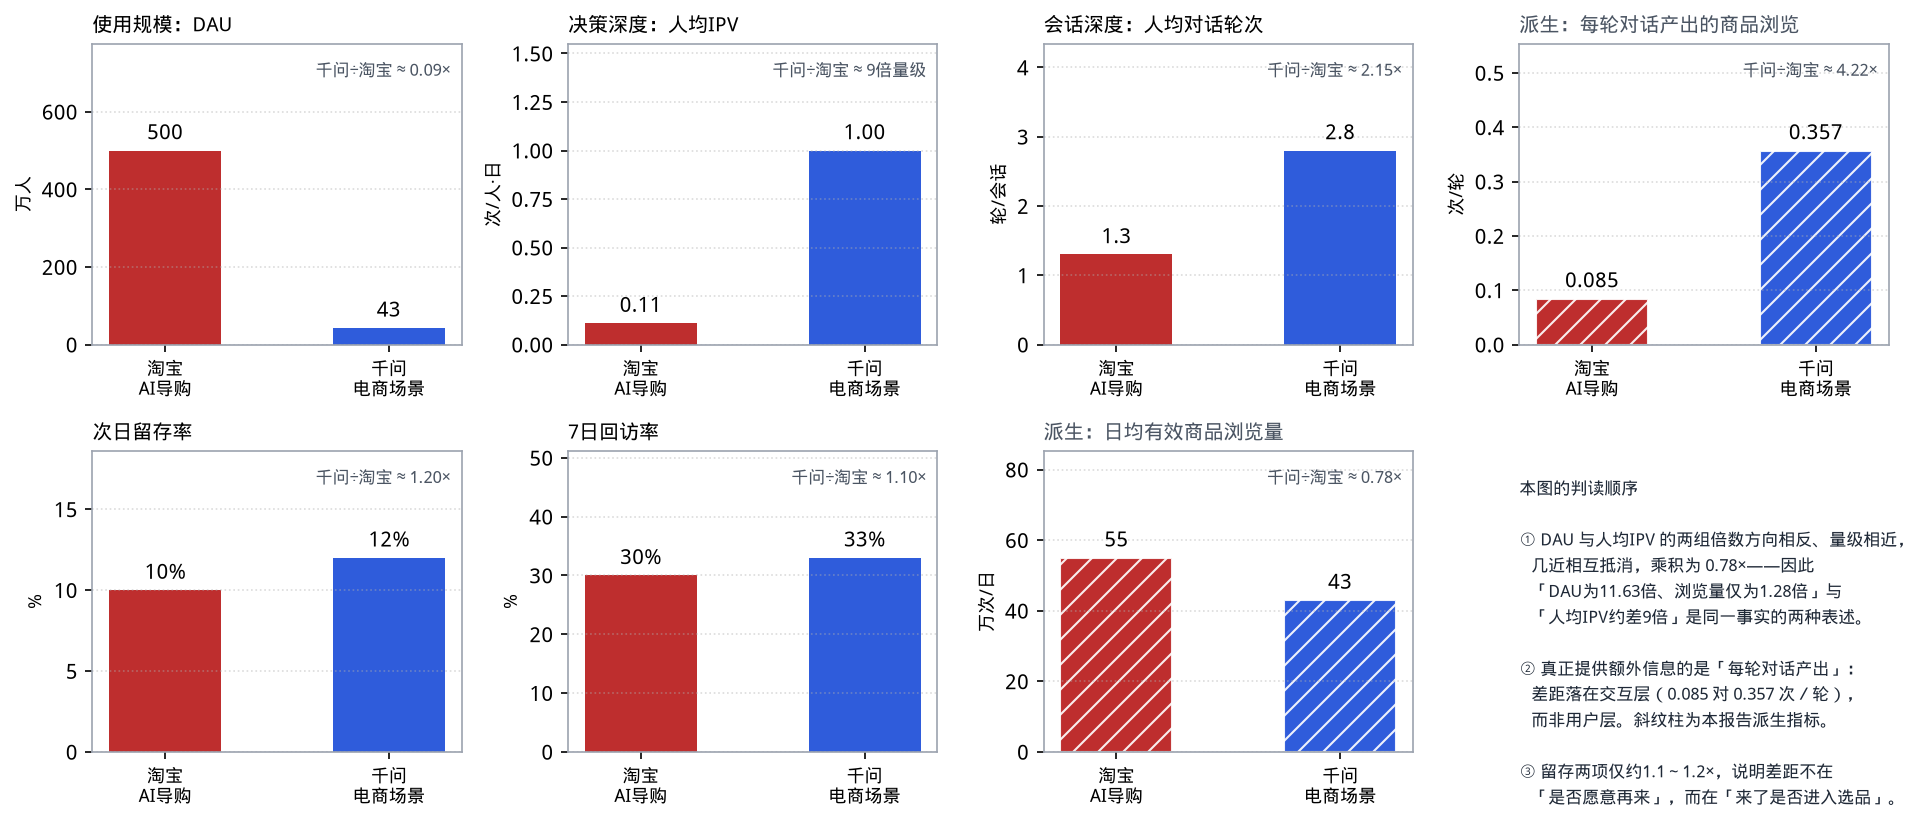 使用规模：DAU
千问÷淘宝 ≈ 0.09×
万人
600
400
200
0
500
43
淘宝
AI导购
千问
电商场景
决策深度：人均IPV
千问÷淘宝 ≈ 9倍量级
次/人·日
1.50
1.25
1.00
0.75
0.50
0.25
0.00
0.11
1.00
淘宝
AI导购
千问
电商场景
会话深度：人均对话轮次
千问÷淘宝 ≈ 2.15×
轮/会话
4
3
2
1
0
1.3
2.8
淘宝
AI导购
千问
电商场景
派生：每轮对话产出的商品浏览
千问÷淘宝 ≈ 4.22×
次/轮
0.5
0.4
0.3
0.2
0.1
0.0
0.085
0.357
淘宝
AI导购
千问
电商场景
次日留存率
千问÷淘宝 ≈ 1.20×
%
15
10
5
0
10%
12%
淘宝
AI导购
千问
电商场景
7日回访率
千问÷淘宝 ≈ 1.10×
%
50
40
30
20
10
0
30%
33%
淘宝
AI导购
千问
电商场景
派生：日均有效商品浏览量
千问÷淘宝 ≈ 0.78×
万次/日
80
60
40
20
0
55
43
淘宝
AI导购
千问
电商场景
本图的判读顺序
① DAU 与人均IPV 的两组倍数方向相反、量级相近，
几近相互抵消，乘积为 0.78×——因此
「DAU为11.63倍、浏览量仅为1.28倍」与
「人均IPV约差9倍」是同一事实的两种表述。
② 真正提供额外信息的是「每轮对话产出」：
差距落在交互层（0.085 对 0.357 次 / 轮），
而非用户层。斜纹柱为本报告派生指标。
③ 留存两项仅约1.1 ~ 1.2×，说明差距不在
「是否愿意再来」，而在「来了是否进入选品」。